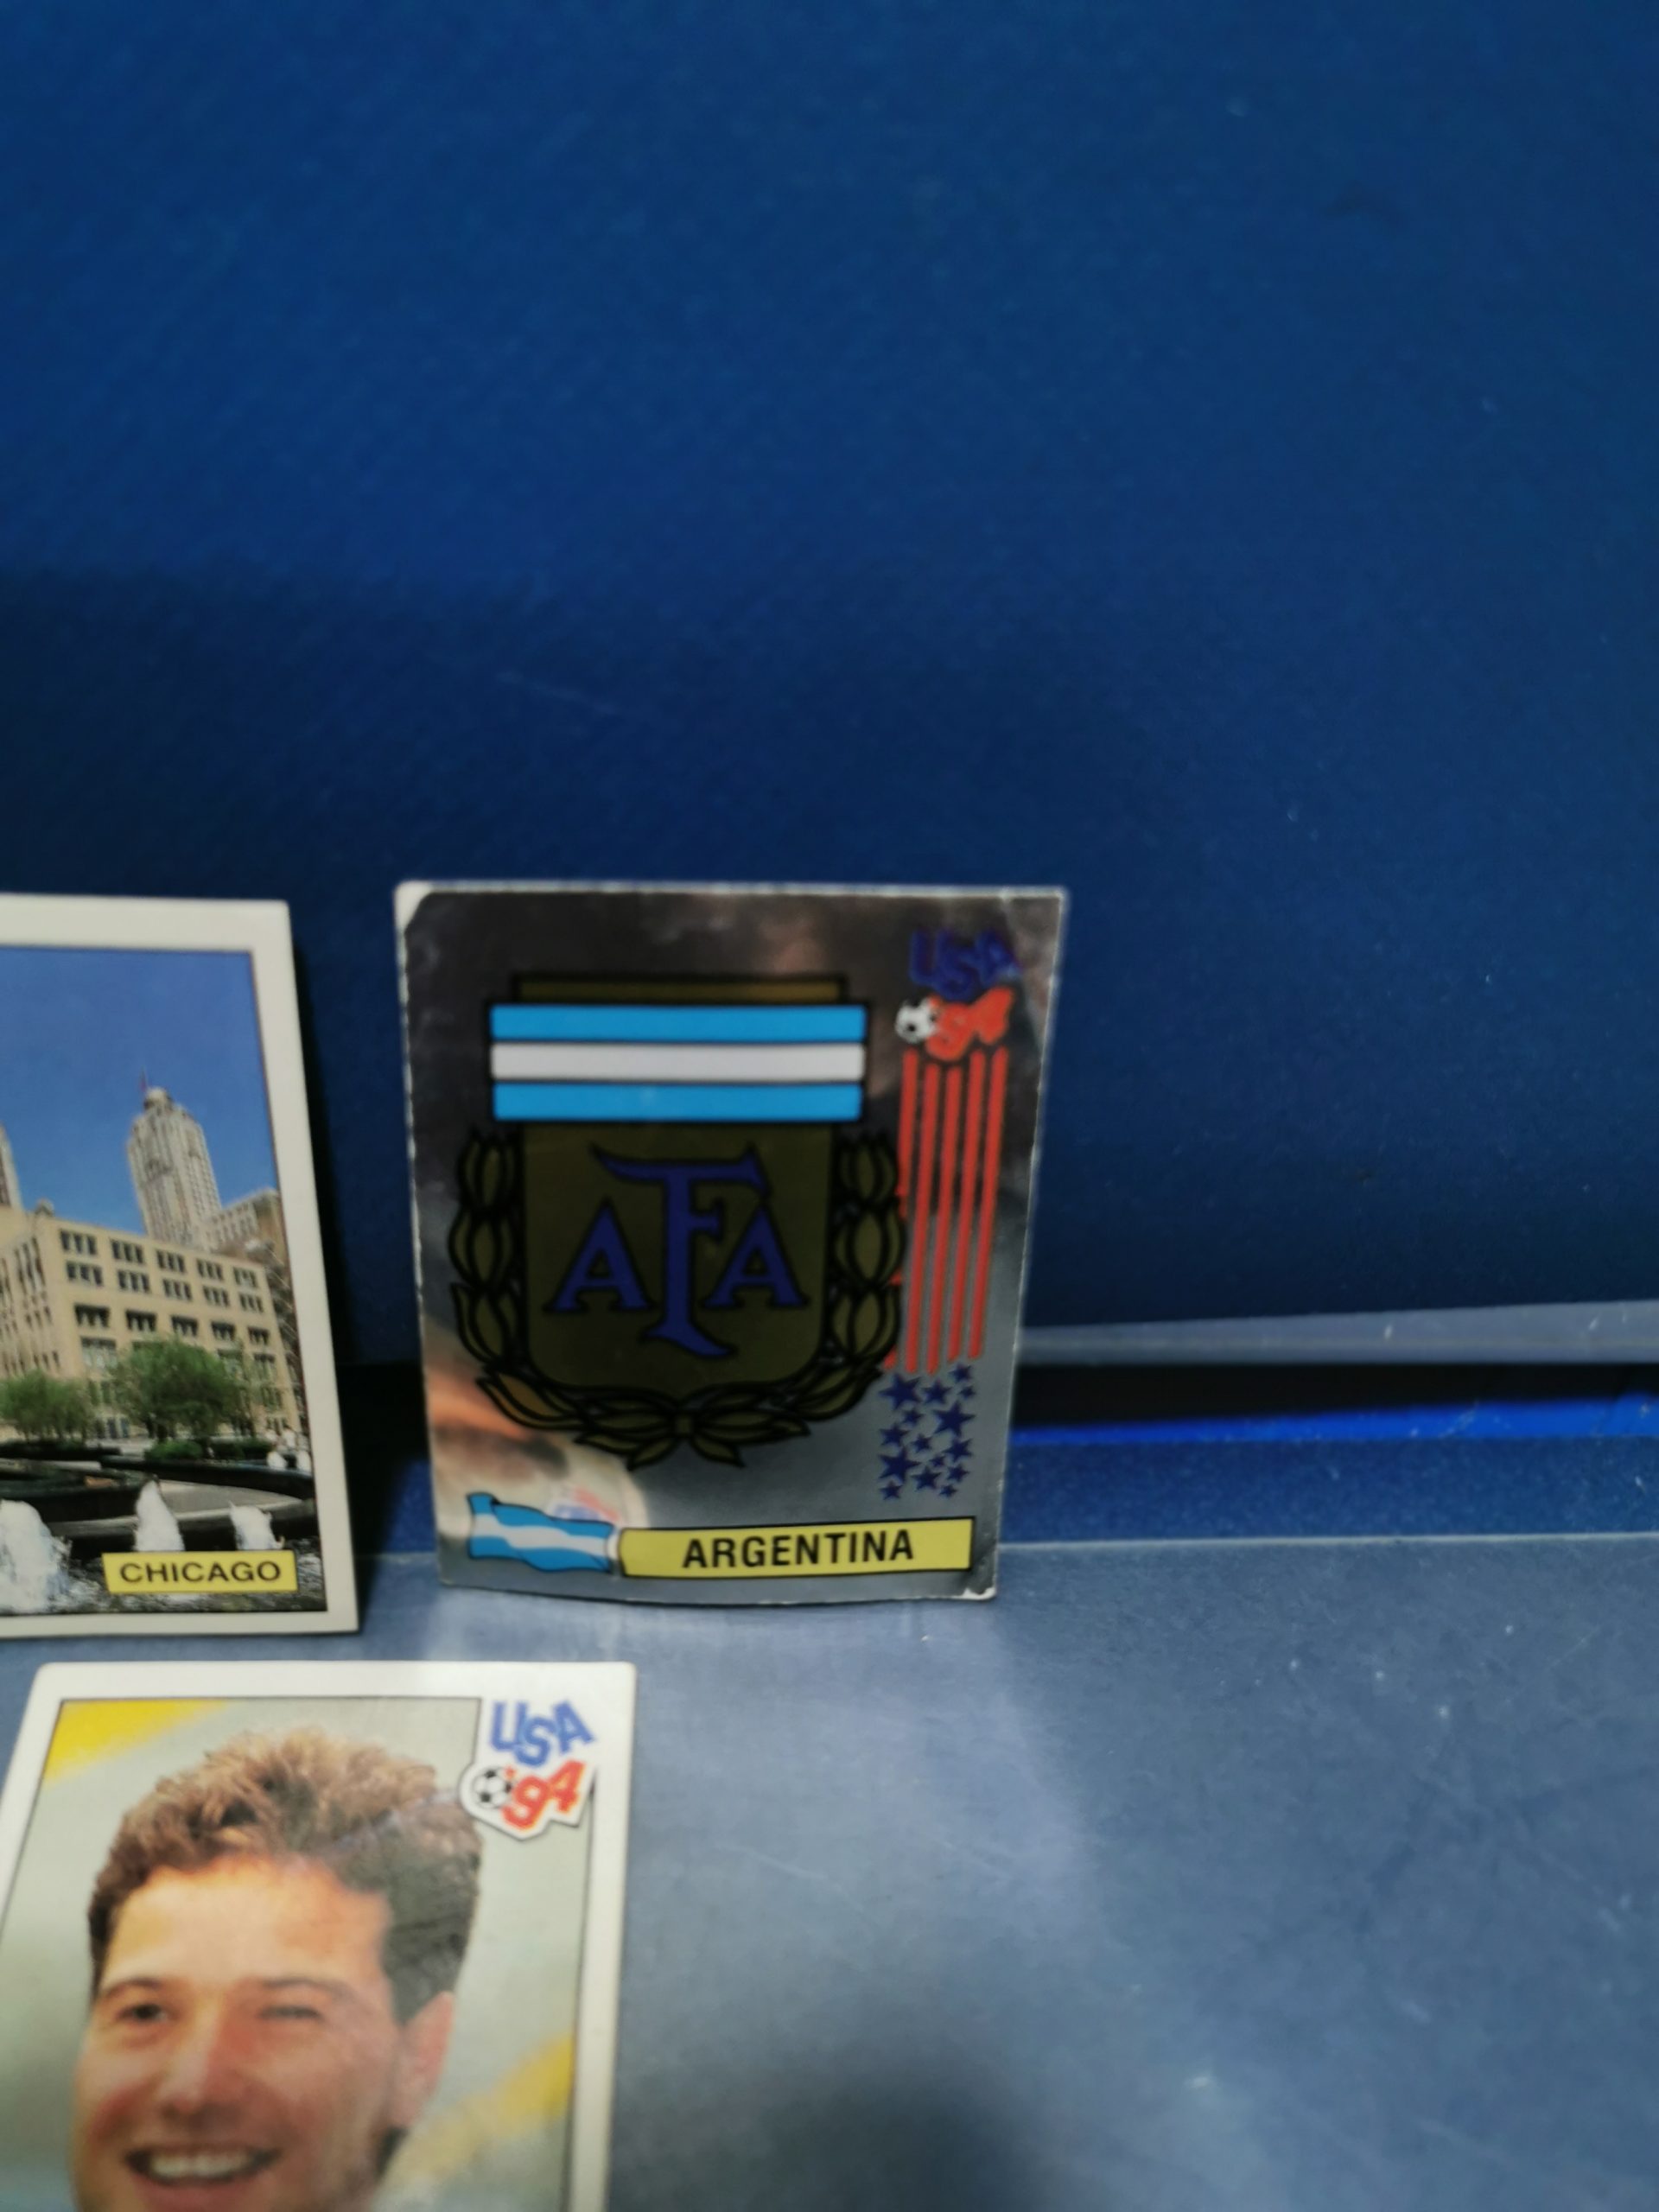 USA
94
AFA
ARGENTINA
CHICAGO
USA
'94